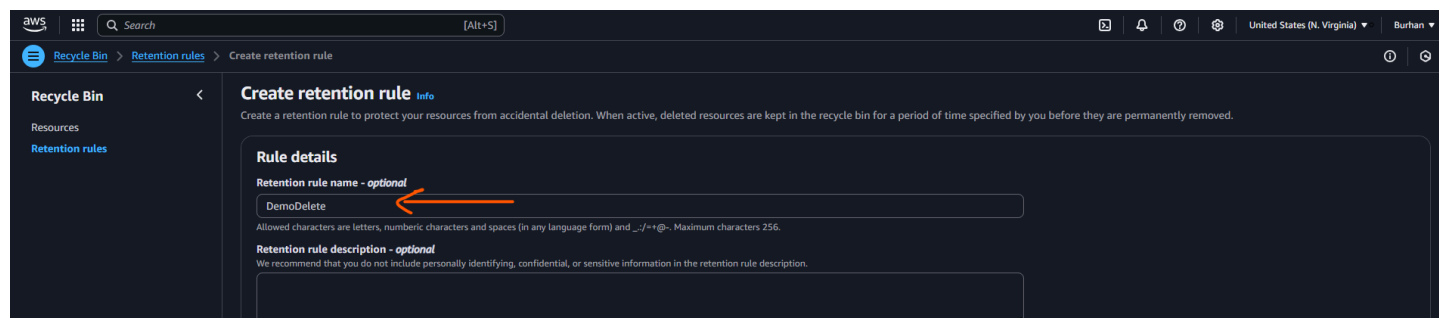 aws
Search [Alt+S]
United States (N. Virginia) ▼
Burhan ▼
Recycle Bin > Retention rules > Create retention rule
Recycle Bin
Resources
Retention rules
Create retention rule Info
Create a retention rule to protect your resources from accidental deletion. When active, deleted resources are kept in the recycle bin for a period of time specified by you before they are permanently removed.
Rule details
Retention rule name - optional
DemoDelete
Allowed characters are letters, numberic characters and spaces (in any language form) and _.:/=+@-. Maximum characters 256.
Retention rule description - optional
We recommend that you do not include personally identifying, confidential, or sensitive information in the retention rule description.